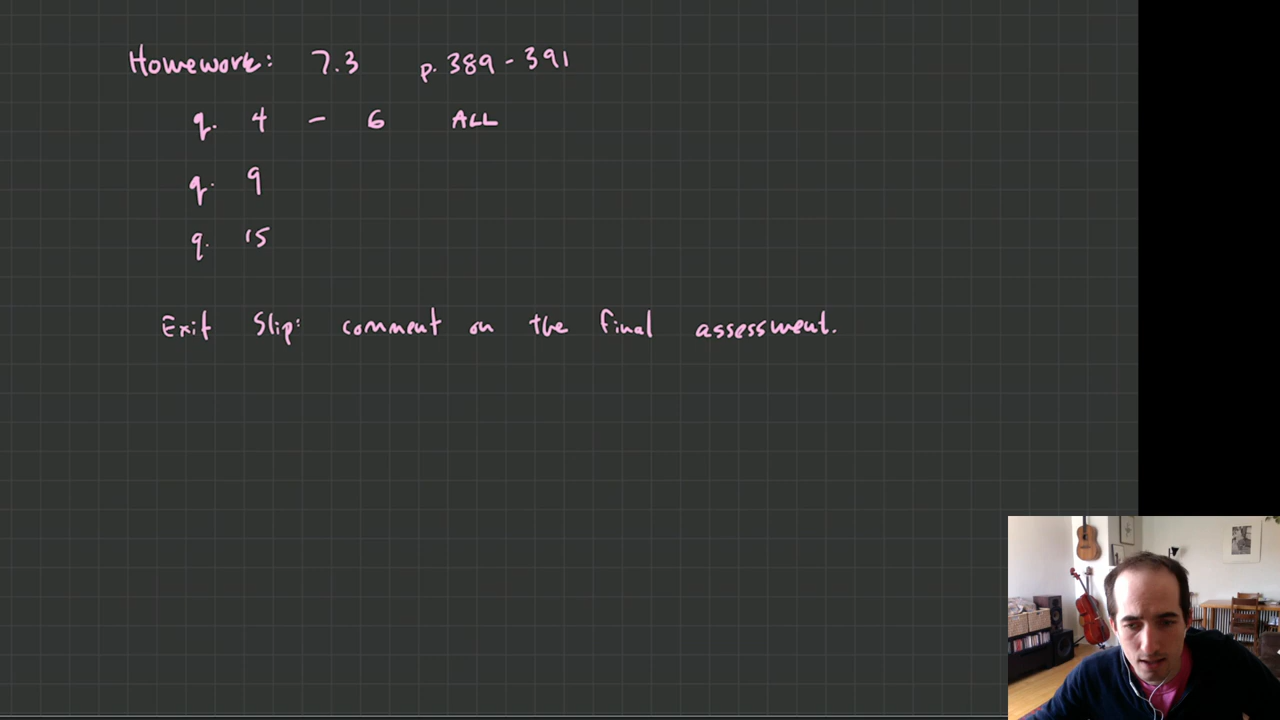 Homework: 7.3 p. 389 - 391
q. 4 - 6 ALL
q. 9
q. 15
Exit Slip: comment on the final assessment.